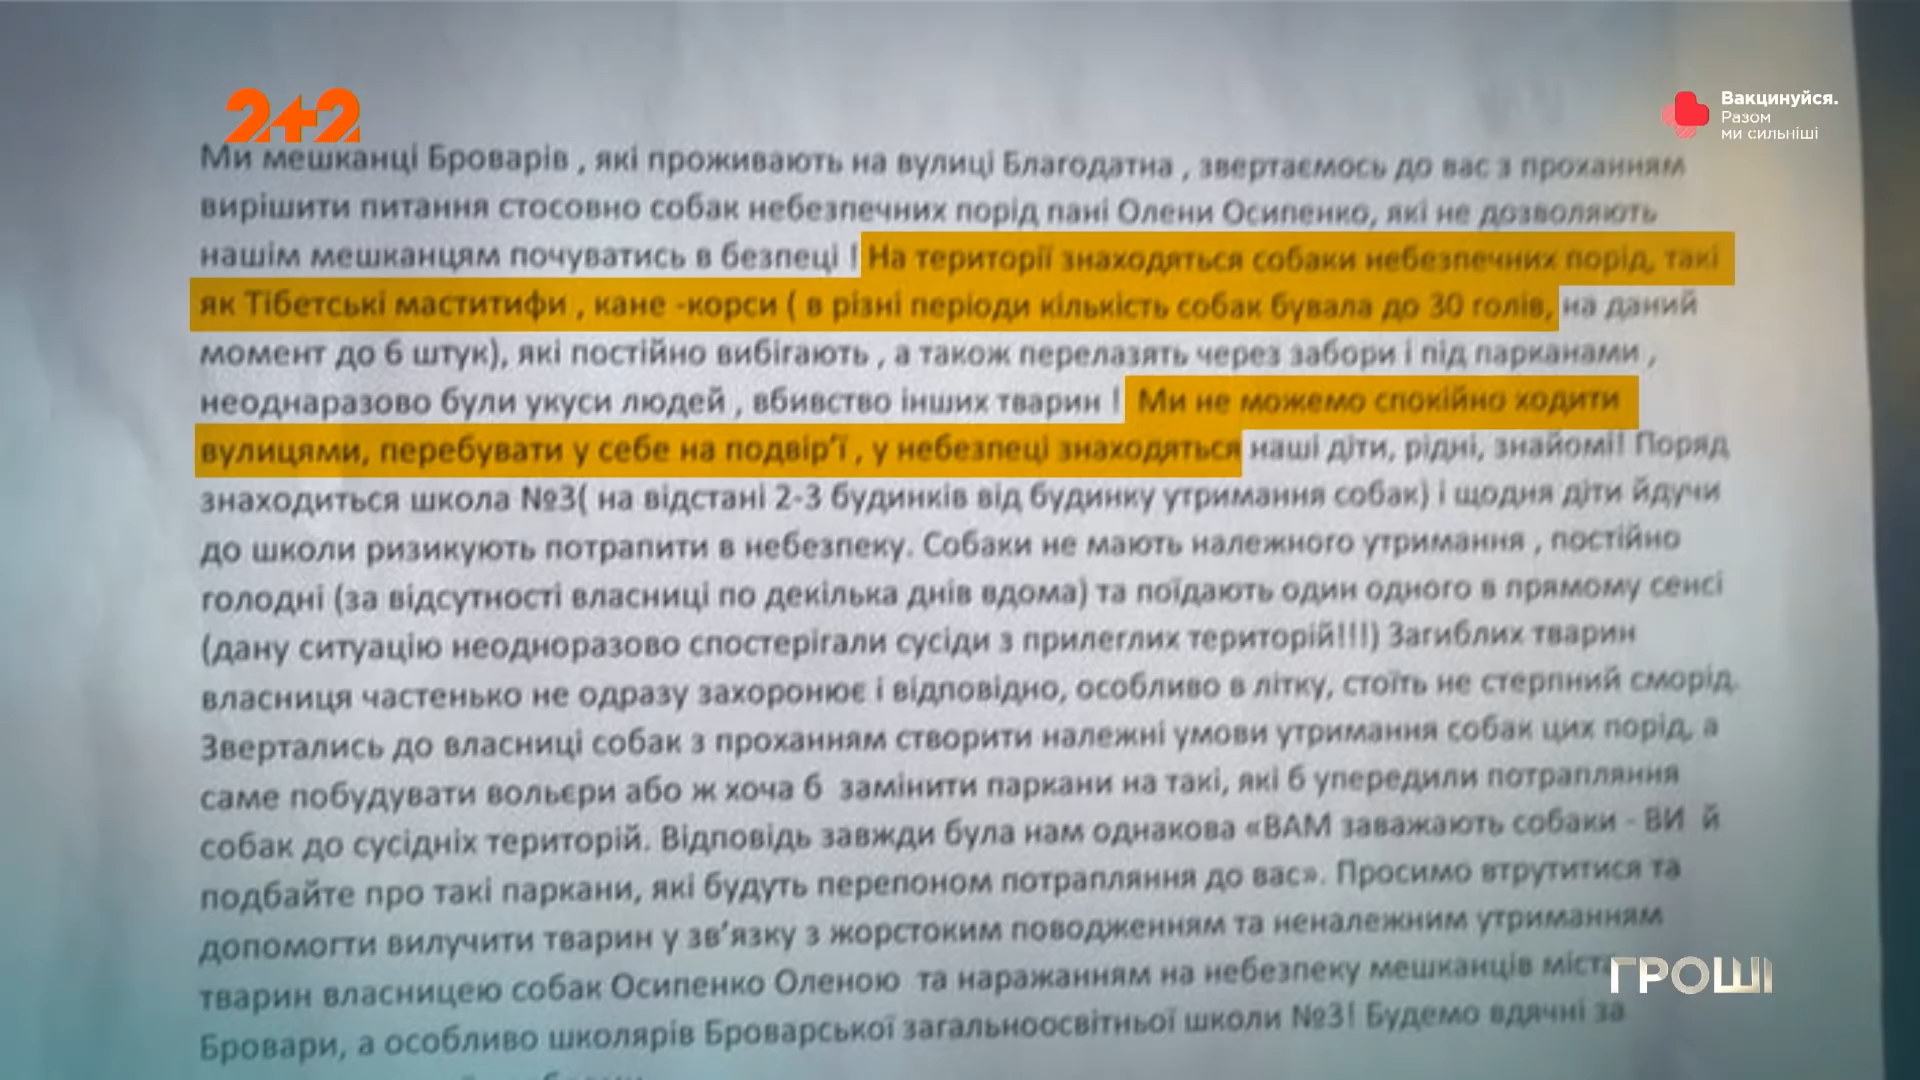 2+2
Вакцинуйся.
Разом
ми сильніші
Ми мешканці Броварів , які проживають на вулиці Благодатна , звертаємось до вас з проханням
вирішити питання стосовно собак небезпечних порід пані Олени Осипенко, які не дозволяють
нашім мешканцям почуватись в безпеці ! На території знаходяться собаки небезпечних порід, такі
як Тібетські маститифи , кане -корси ( в різні періоди кількість собак бувала до 30 голів, на даний
момент до 6 штук), які постійно вибігають , а також перелазять через забори і під парканами ,
неоднаразово були укуси людей , вбивство інших тварин ! Ми не можемо спокійно ходити
вулицями, перебувати у себе на подвір’ї , у небезпеці знаходяться наші діти, рідні, знайомі! Поряд
знаходиться школа №3( на відстані 2-3 будинків від будинку утримання собак) і щодня діти йдучи
до школи ризикують потрапити в небезпеку. Собаки не мають належного утримання , постійно
голодні (за відсутності власниці по декілька днів вдома) та поїдають один одного в прямому сенсі
(дану ситуацію неодноразово спостерігали сусіди з прилеглих територій!!!) Загиблих тварин
власниця частенько не одразу захоронює і відповідно, особливо в літку, стоїть не стерпний сморід.
Звертались до власниці собак з проханням створити належні умови утримання собак цих порід, а
саме побудувати вольєри або ж хоча б замінити паркани на такі, які б упередили потрапляння
собак до сусідніх територій. Відповідь завжди була нам однакова «ВАМ заважають собаки - ВИ й
подбайте про такі паркани, які будуть перепоном потрапляння до вас». Просимо втрутитися та
допомогти вилучити тварин у зв’язку з жорстоким поводженням та неналежним утриманням
тварин власницею собак Осипенко Оленою та наражанням на небезпеку мешканців міста
Бровари, а особливо школярів Броварської загальноосвітньої школи №3! Будемо вдячні за
ГРОШІ